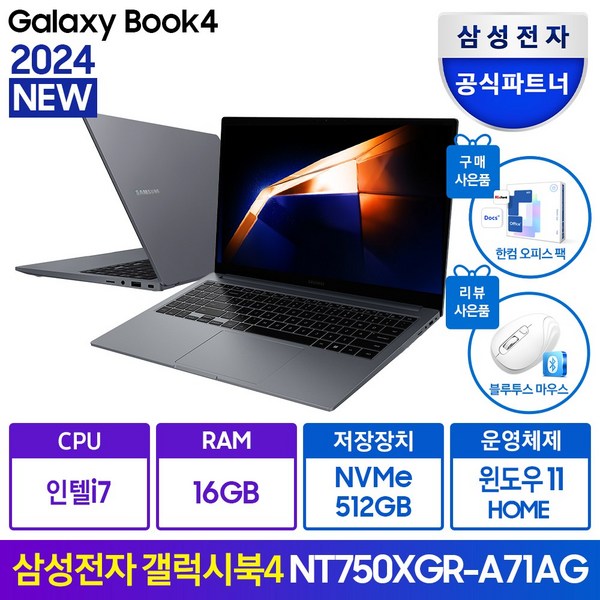 Galaxy Book4
2024
NEW
삼성전자
공식파트너
SAMSUNG
구매
사은품
Docs
Office
한컴 오피스 팩
리뷰
사은품
블루투스 마우스
CPU
인텔i7
RAM
16GB
저장장치
NVMe
512GB
운영체제
윈도우 11
HOME
삼성전자 갤럭시북4 NT750XGR-A71AG